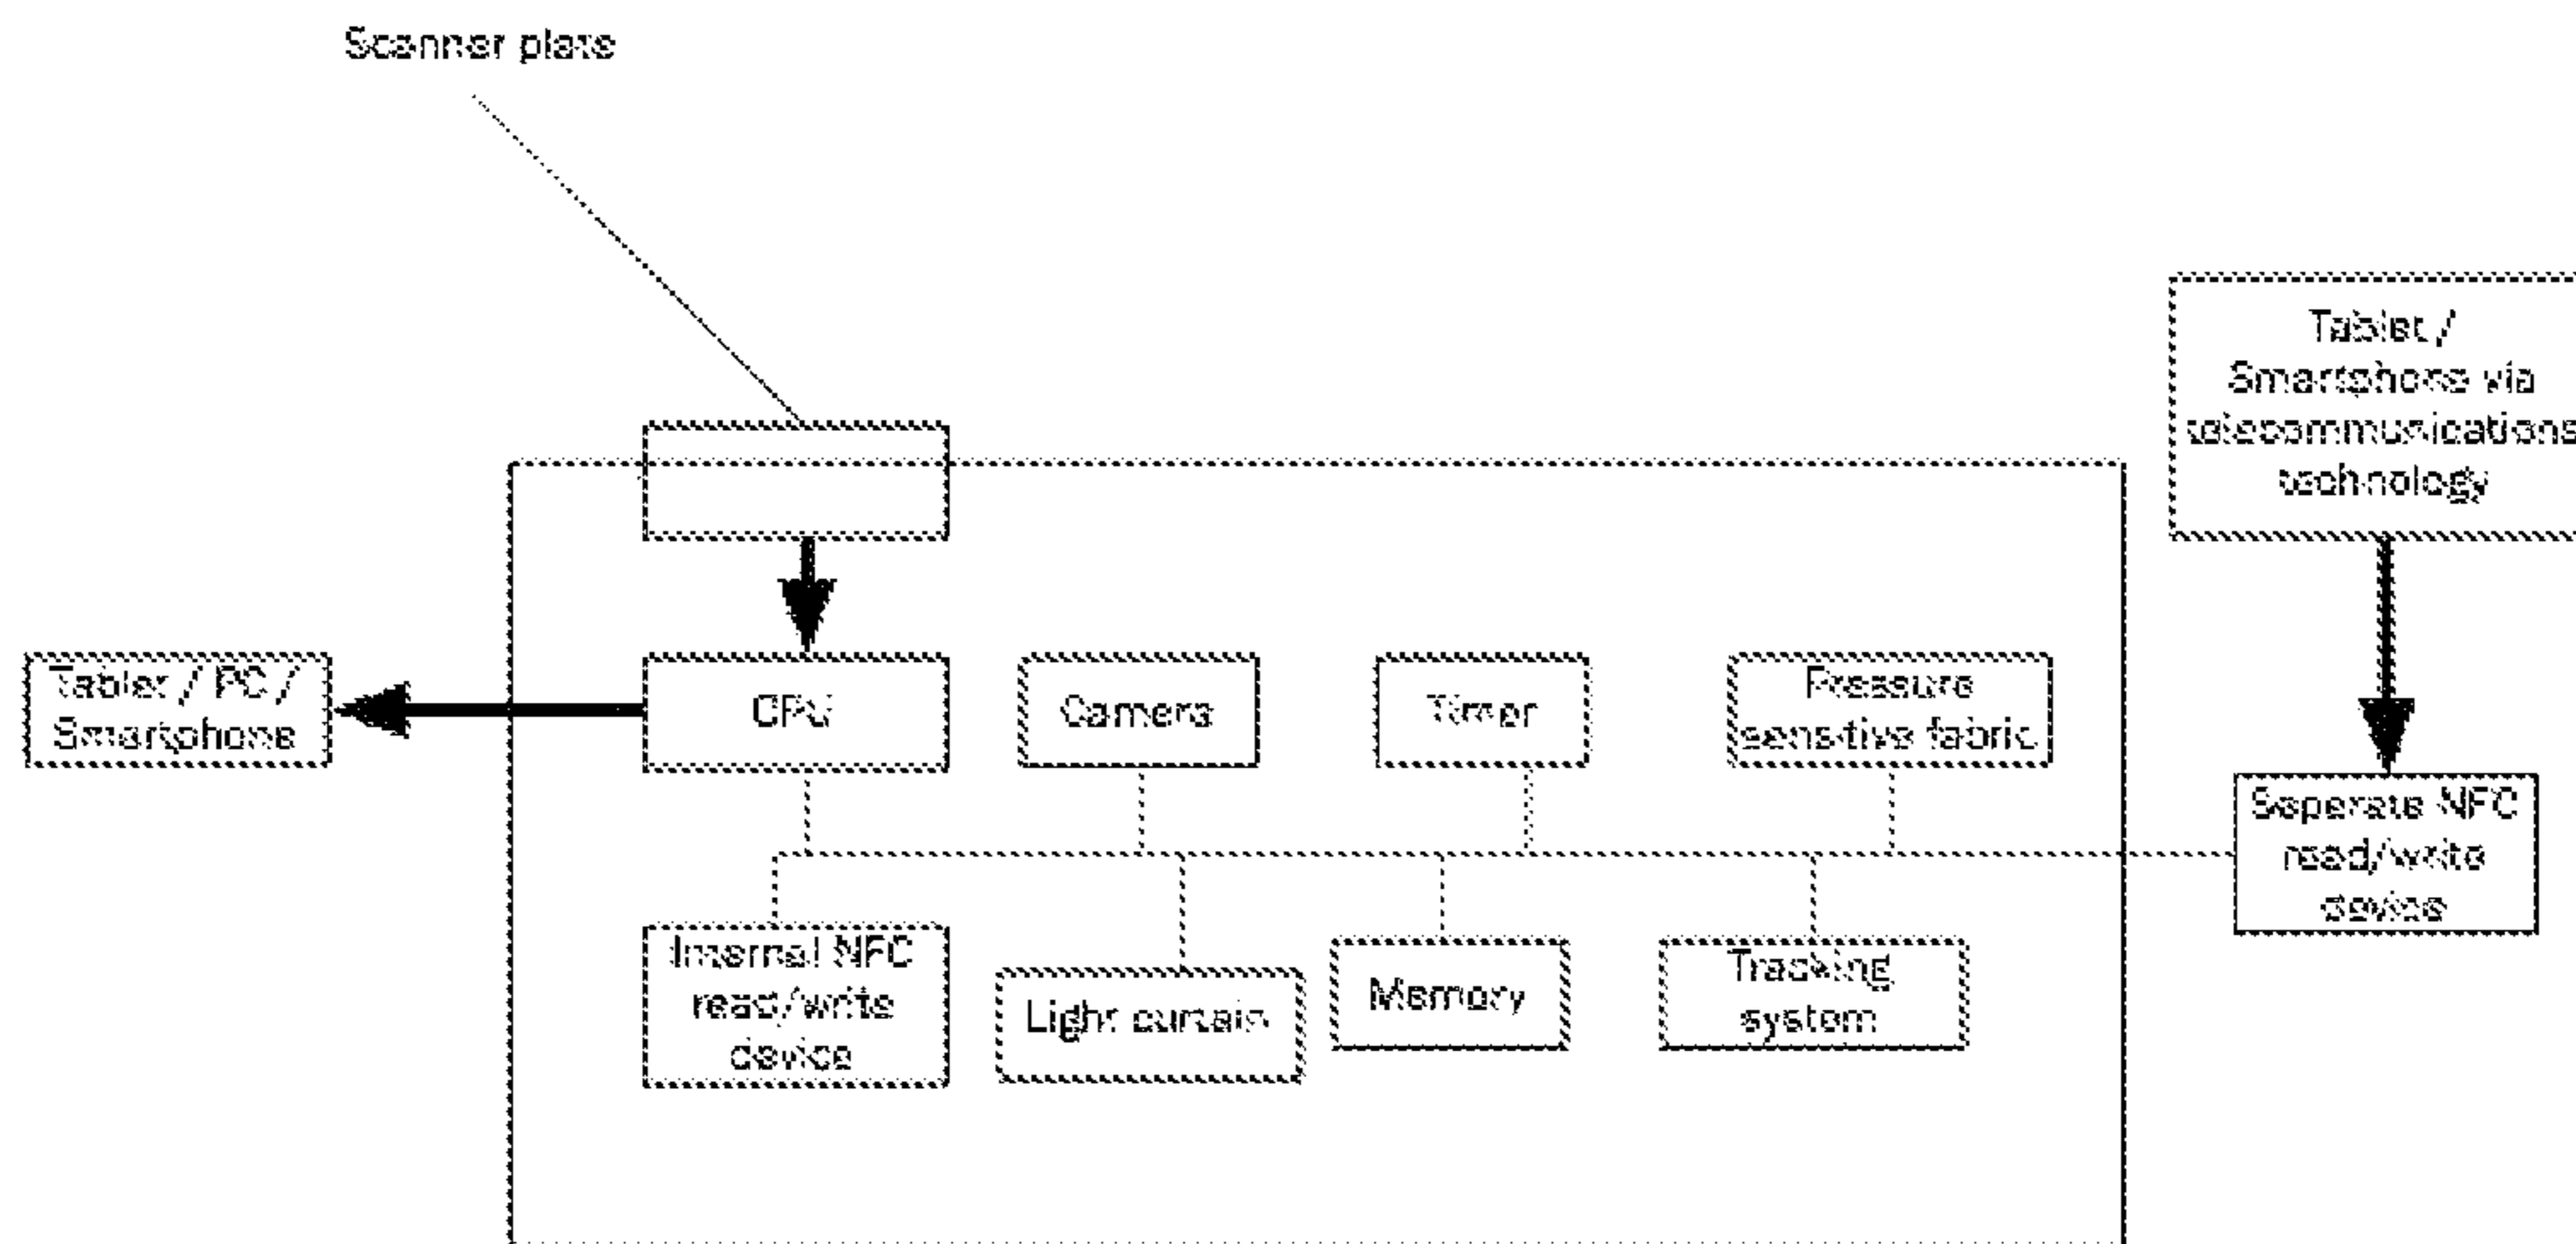 Scanner plate
Tablet /
Smartphone via
telecommunications
technology
Tablet / PC /
Smartphone
CPU
Camera
Timer
Pressure
sensitive fabric
Seperate NFC
read/write
device
Internal NFC
read/write
device
Light curtain
Memory
Tracking
system